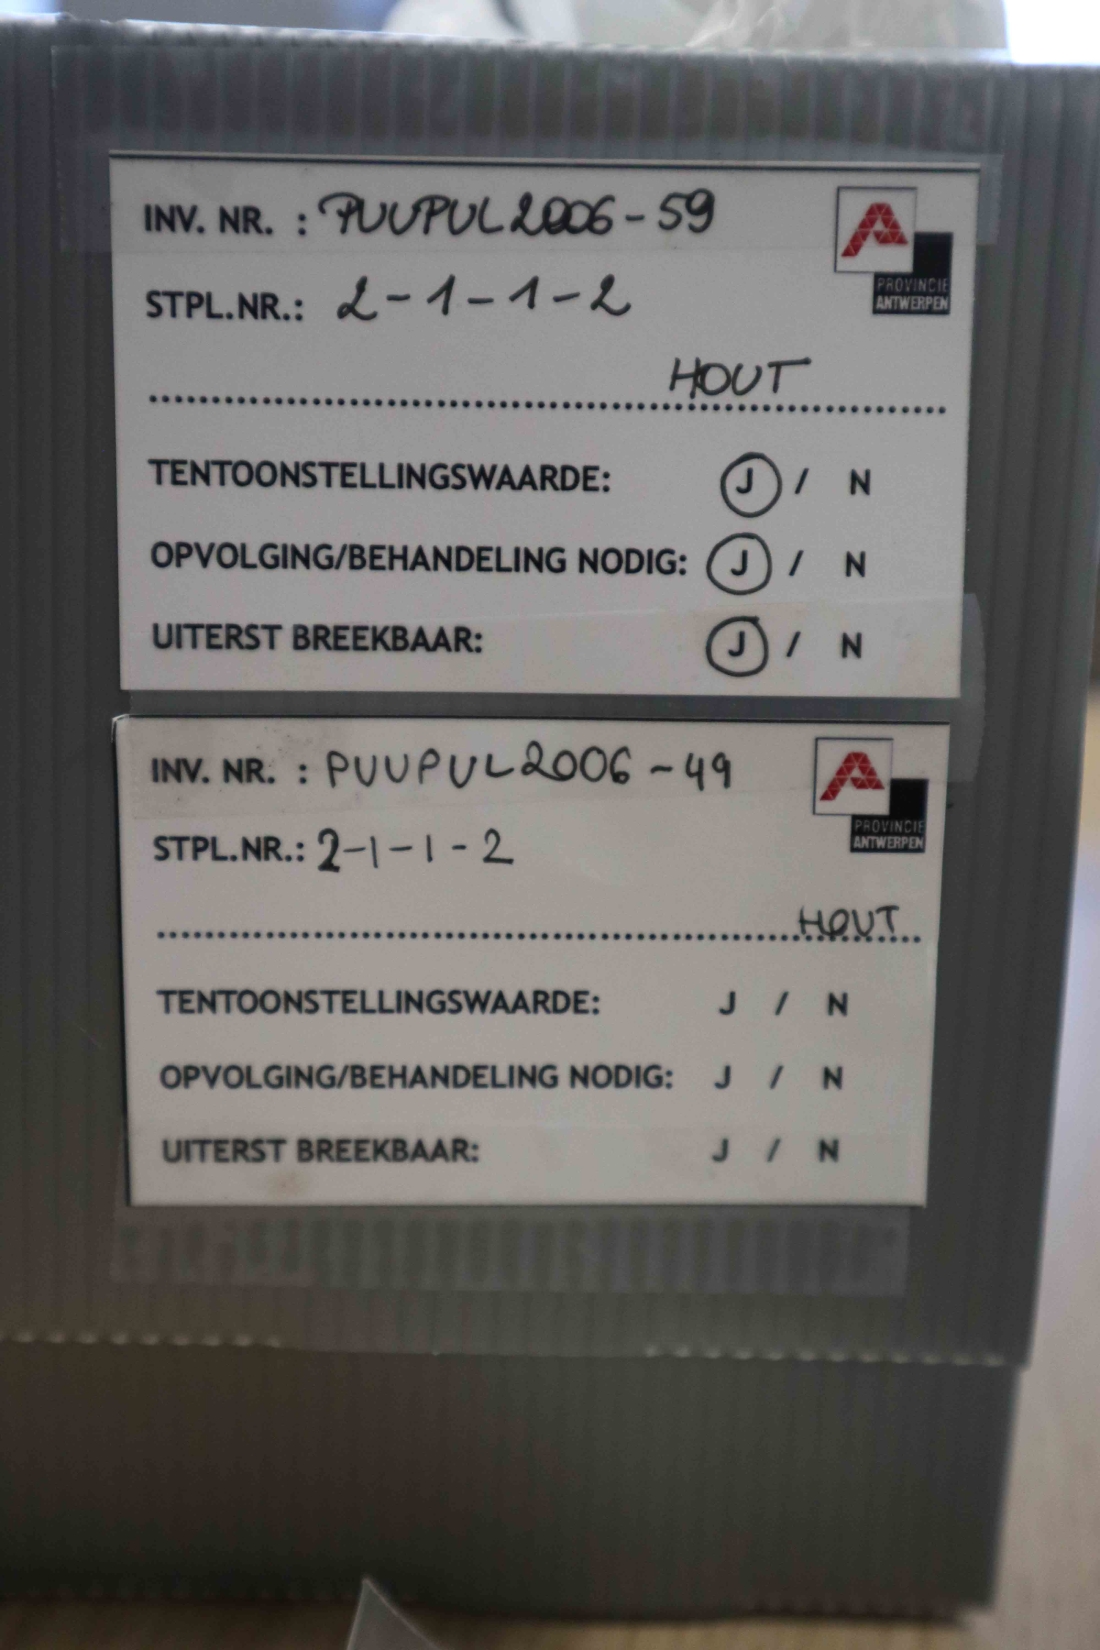 INV. NR. : PUUPUL2006-59
STPL.NR.: 2-1-1-2
PROVINCIE
ANTWERPEN
HOUT
TENTOONSTELLINGSWAARDE: J / N
OPVOLGING/BEHANDELING NODIG: J / N
UITERST BREEKBAAR: J / N
INV. NR. : PUUPUL2006-49
STPL.NR.: 2-1-1-2
PROVINCIE
ANTWERPEN
HOUT
TENTOONSTELLINGSWAARDE: J / N
OPVOLGING/BEHANDELING NODIG: J / N
UITERST BREEKBAAR: J / N